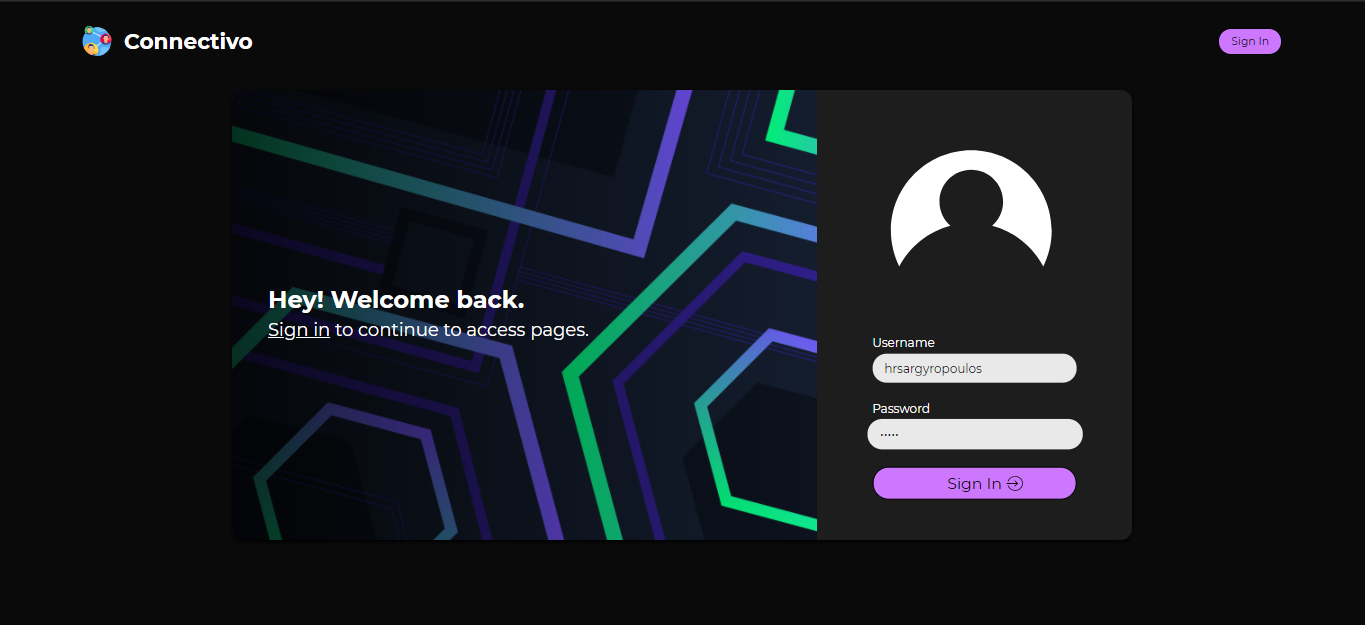 Connectivo
Sign In
Hey! Welcome back.
Sign in to continue to access pages.
Username
hrsargyropoulos
Password
•••••
Sign In